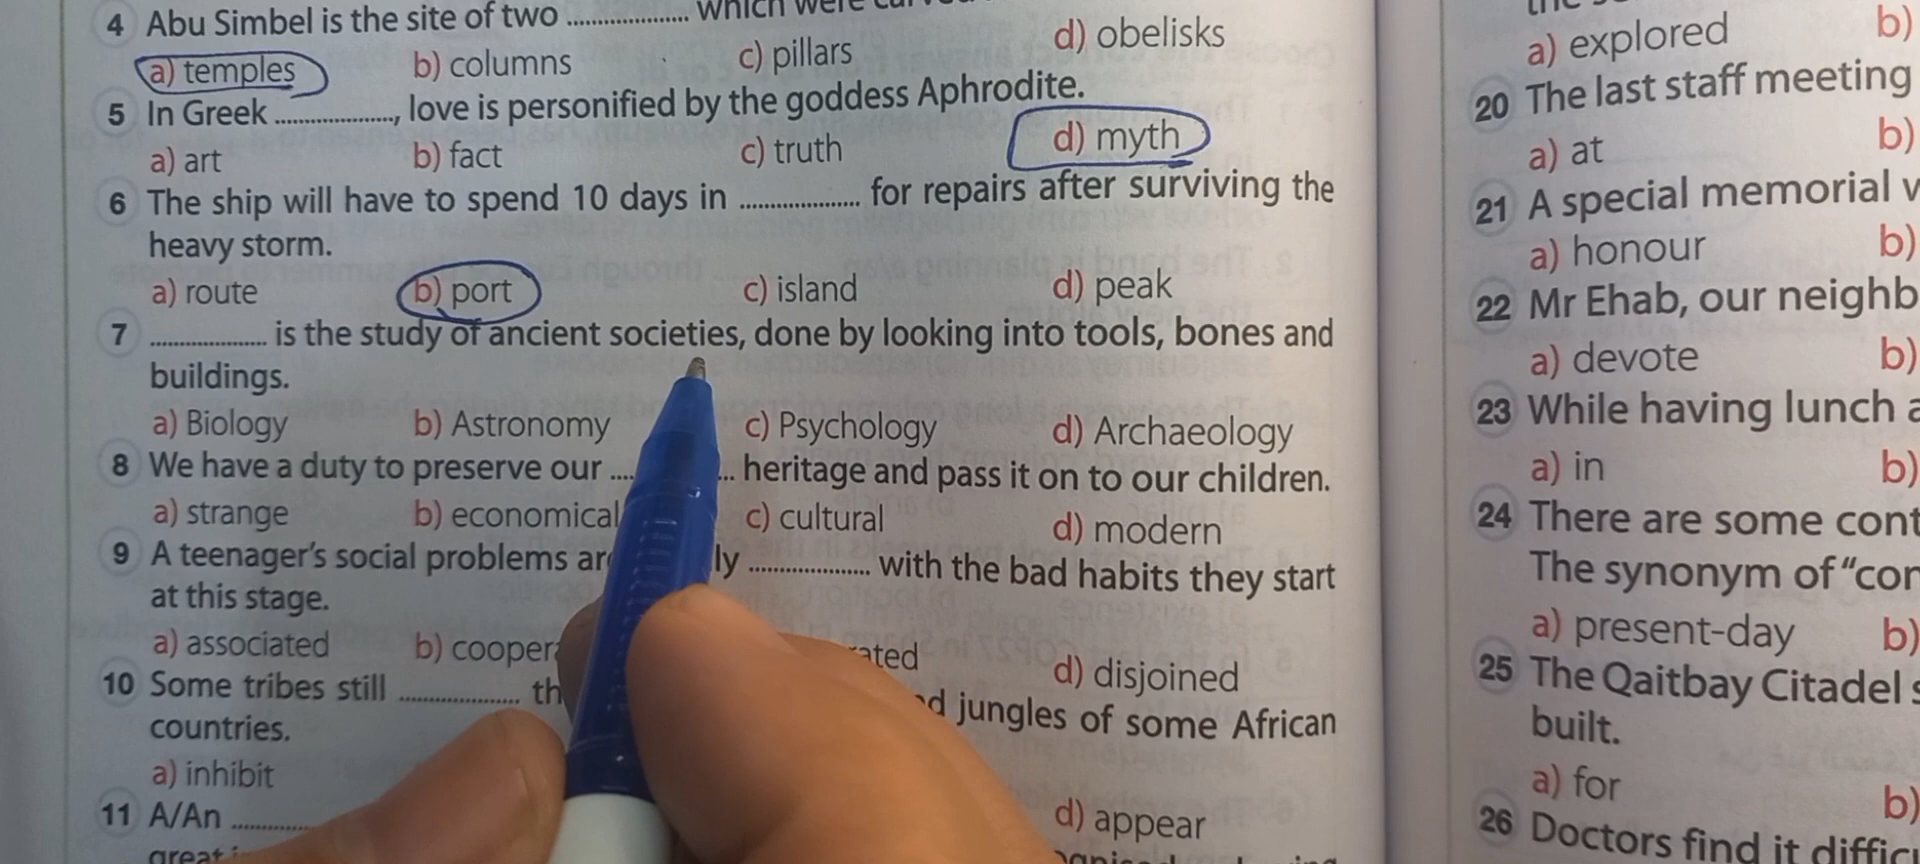 4 Abu Simbel is the site of two .................... which were
a) temples b) columns c) pillars d) obelisks
5 In Greek ...................., love is personified by the goddess Aphrodite.
a) art b) fact c) truth d) myth
6 The ship will have to spend 10 days in .................... for repairs after surviving the
heavy storm.
a) route b) port c) island d) peak
7 .................... is the study of ancient societies, done by looking into tools, bones and
buildings.
a) Biology b) Astronomy c) Psychology d) Archaeology
8 We have a duty to preserve our .... ... heritage and pass it on to our children.
a) strange b) economical c) cultural d) modern
9 A teenager's social problems ly .................... with the bad habits they start
at this stage.
a) associated b) d) disjoined
10 Some tribes still .................... jungles of some African
countries.
a) inhibit d) appear
11 A/An .............
a) explored b)
20 The last staff meeting
a) at b)
21 A special memorial
a) honour b)
22 Mr Ehab, our
a) devote b)
23 While having lunch
a) in b)
24 There are some
The synonym of
a) present-day b)
25 The Qaitbay Citadel
built.
a) for b)
26 Doctors find it